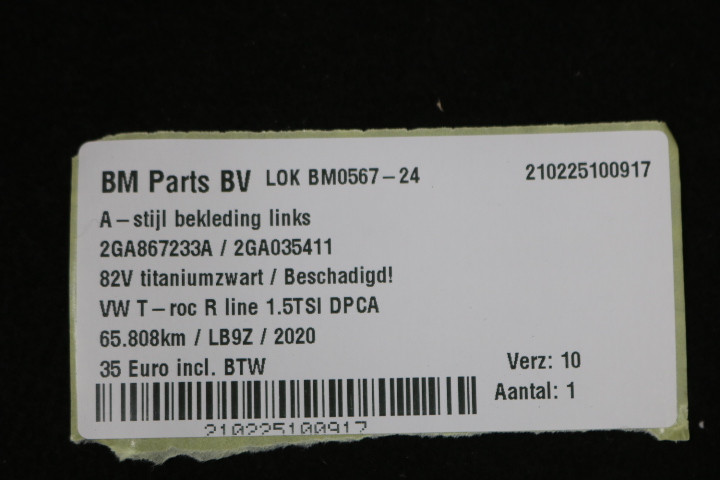 BM Parts BV LOK BM0567-24 210225100917
A-stijl bekleding links
2GA867233A / 2GA035411
82V titaniumzwart / Beschadigd!
VW T-roc R line 1.5TSI DPCA
65.808km / LB9Z / 2020
35 Euro incl. BTW Verz: 10
Aantal: 1
210225100917